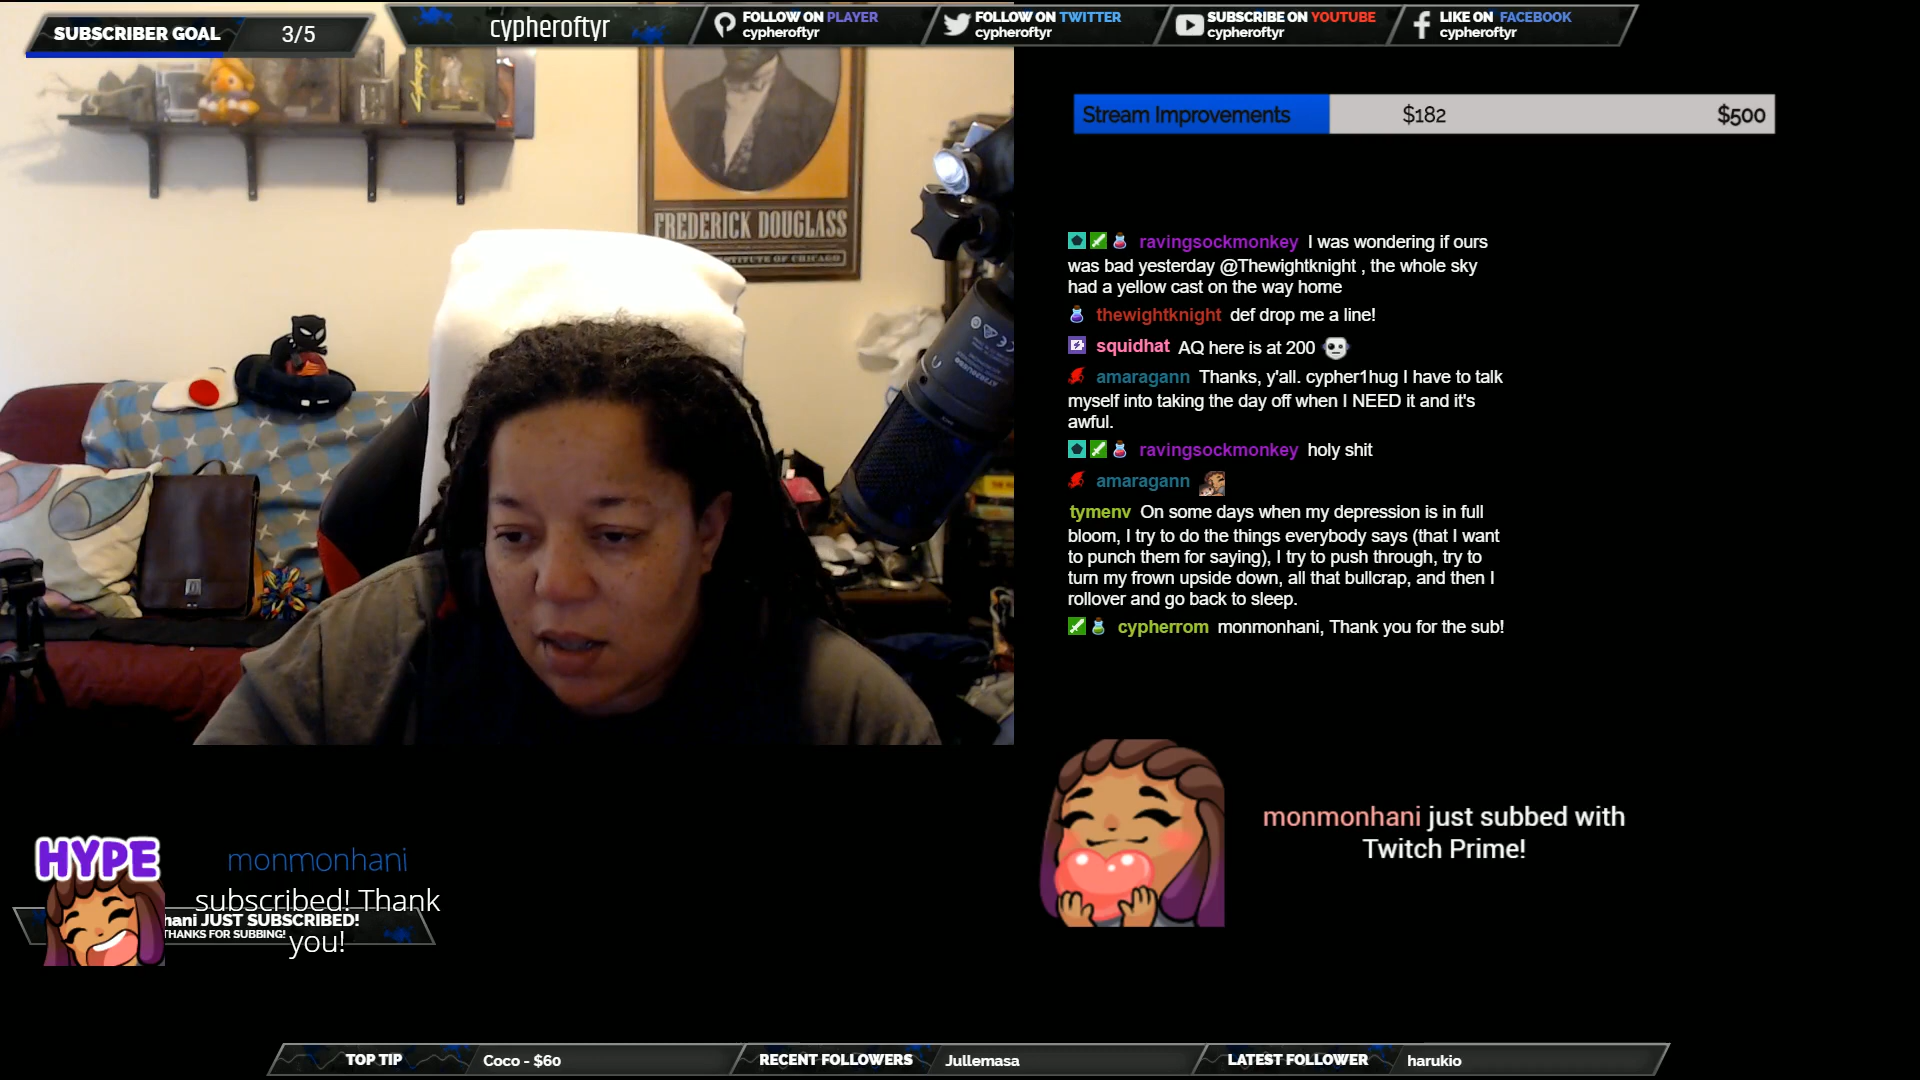 SUBSCRIBER GOAL 3/5
cypheroftyr
FOLLOW ON PLAYER
cypheroftyr
FOLLOW ON TWITTER
cypheroftyr
SUBSCRIBE ON YOUTUBE
cypheroftyr
LIKE ON FACEBOOK
cypheroftyr
FREDERICK DOUGLASS
INSTITUTE OF CHICAGO
Stream Improvements $182 $500
ravingsockmonkey I was wondering if ours
was bad yesterday @Thewightknight , the whole sky
had a yellow cast on the way home
thewightknight def drop me a line!
squidhat AQ here is at 200
amaragann Thanks, y'all. cypher1hug I have to talk
myself into taking the day off when I NEED it and it's
awful.
ravingsockmonkey holy shit
amaragann
tymenv On some days when my depression is in full
bloom, I try to do the things everybody says (that I want
to punch them for saying), I try to push through, try to
turn my frown upside down, all that bullcrap, and then I
rollover and go back to sleep.
cypherrom monmonhani, Thank you for the sub!
monmonhani just subbed with
Twitch Prime!
HYPE
monmonhani
subscribed! Thank
you!
hani JUST SUBSCRIBED!
THANKS FOR SUBBING!
TOP TIP Coco - $60
RECENT FOLLOWERS Jullemasa
LATEST FOLLOWER harukio